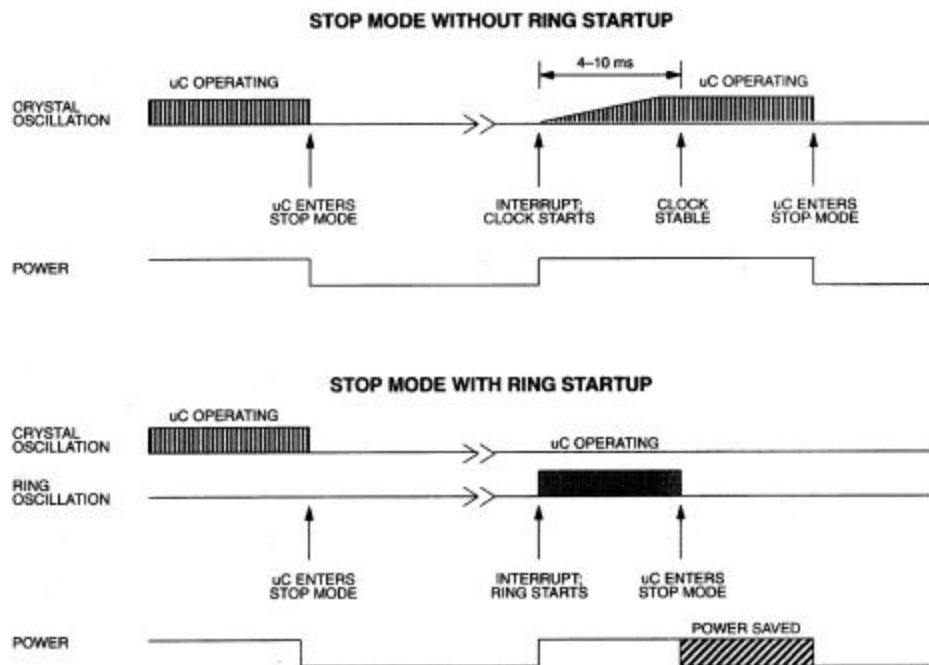 STOP MODE WITHOUT RING STARTUP
4–10 ms
uC OPERATING
uC OPERATING
CRYSTAL
OSCILLATION
uC ENTERS
STOP MODE
INTERRUPT;
CLOCK STARTS
CLOCK
STABLE
uC ENTERS
STOP MODE
POWER
STOP MODE WITH RING STARTUP
uC OPERATING
CRYSTAL
OSCILLATION
uC OPERATING
RING
OSCILLATION
uC ENTERS
STOP MODE
INTERRUPT;
RING STARTS
uC ENTERS
STOP MODE
POWER
POWER SAVED